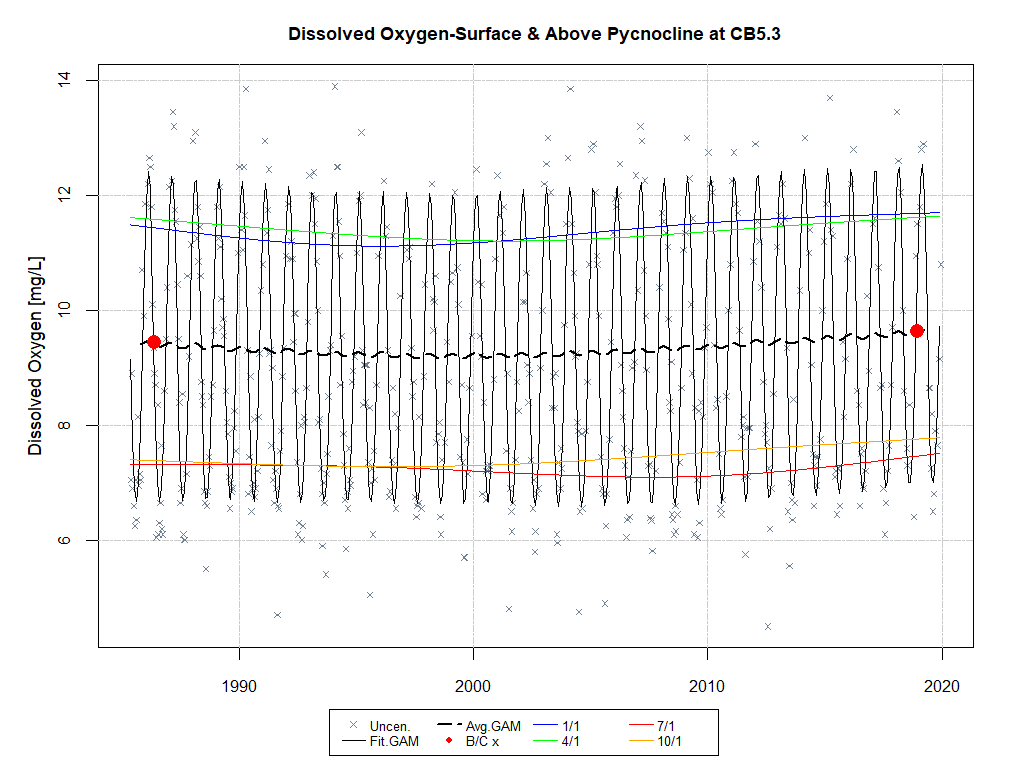 Dissolved Oxygen-Surface & Above Pycnocline at CB5.3
Dissolved Oxygen [mg/L]
14
12
10
8
6
1990 2000 2010 2020
Uncen. Avg.GAM 1/1 7/1
Fit.GAM B/C x 4/1 10/1